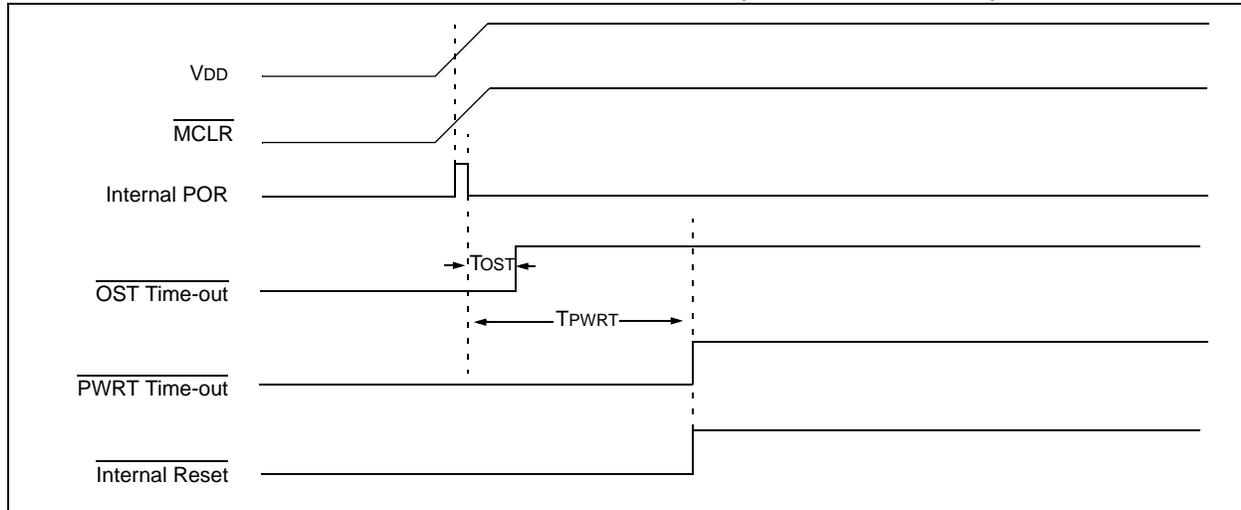 VDD
MCLR
Internal POR
TOST
OST Time-out
TPWRT
PWRT Time-out
Internal Reset